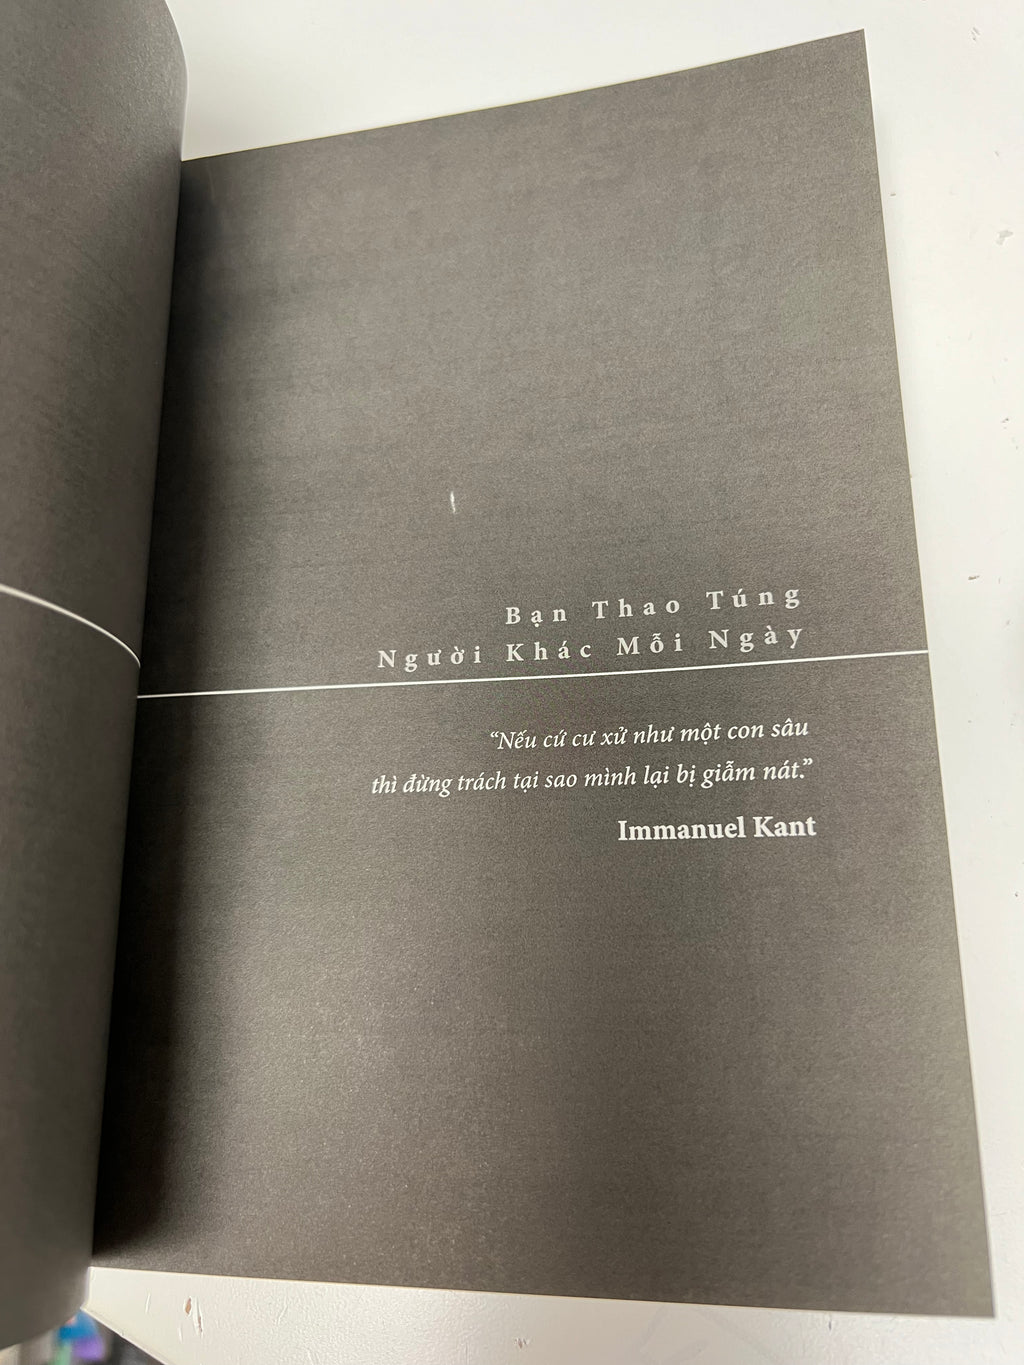 Bạn Thao Túng
Người Khác Mỗi Ngày
“Nếu cứ cư xử như một con sâu
thì đừng trách tại sao mình lại bị giẫm nát.”
Immanuel Kant